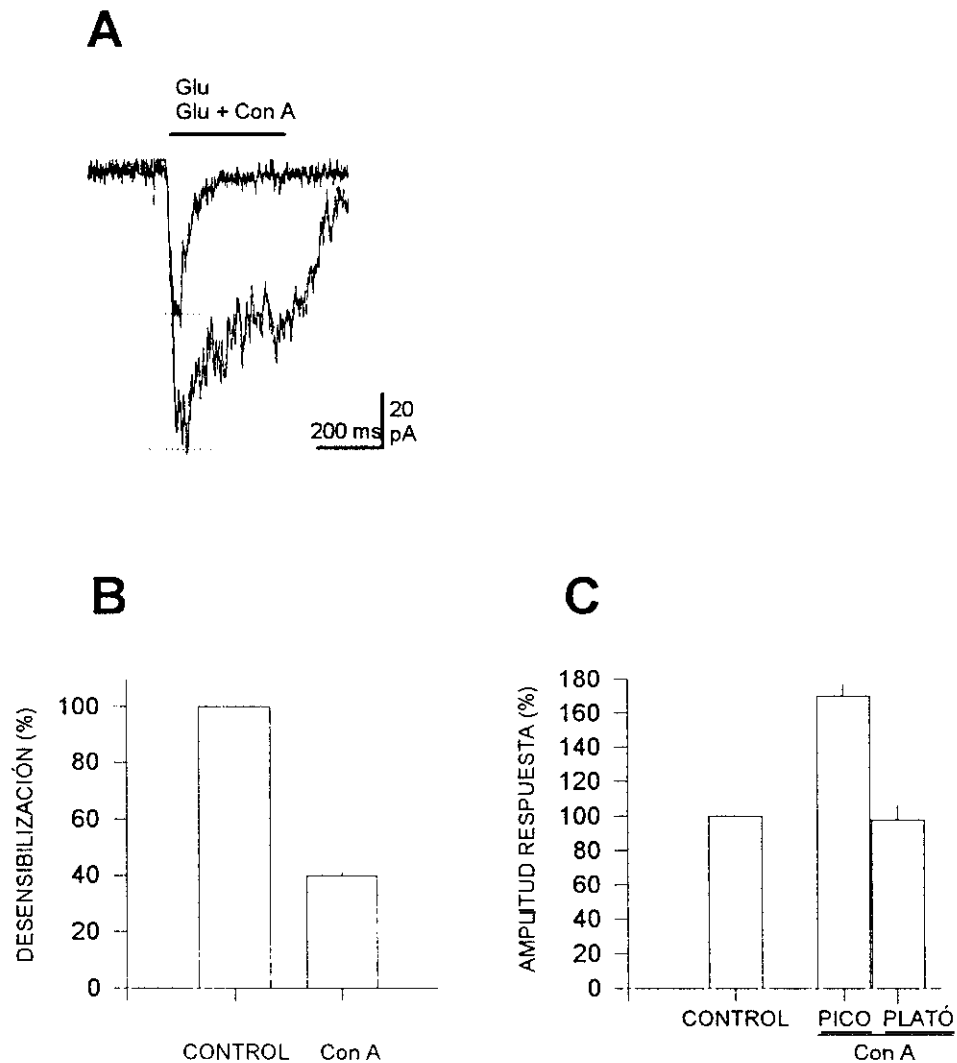 A
Glu
Glu + Con A
20
200 ms pA
B
DESENSIBILIZACIÓN (%)
100
80
60
40
20
0
CONTROL Con A
C
AMPLITUD RESPUESTA (%)
180
160
140
120
100
80
60
40
20
0
CONTROL PICO PLATÓ
Con A